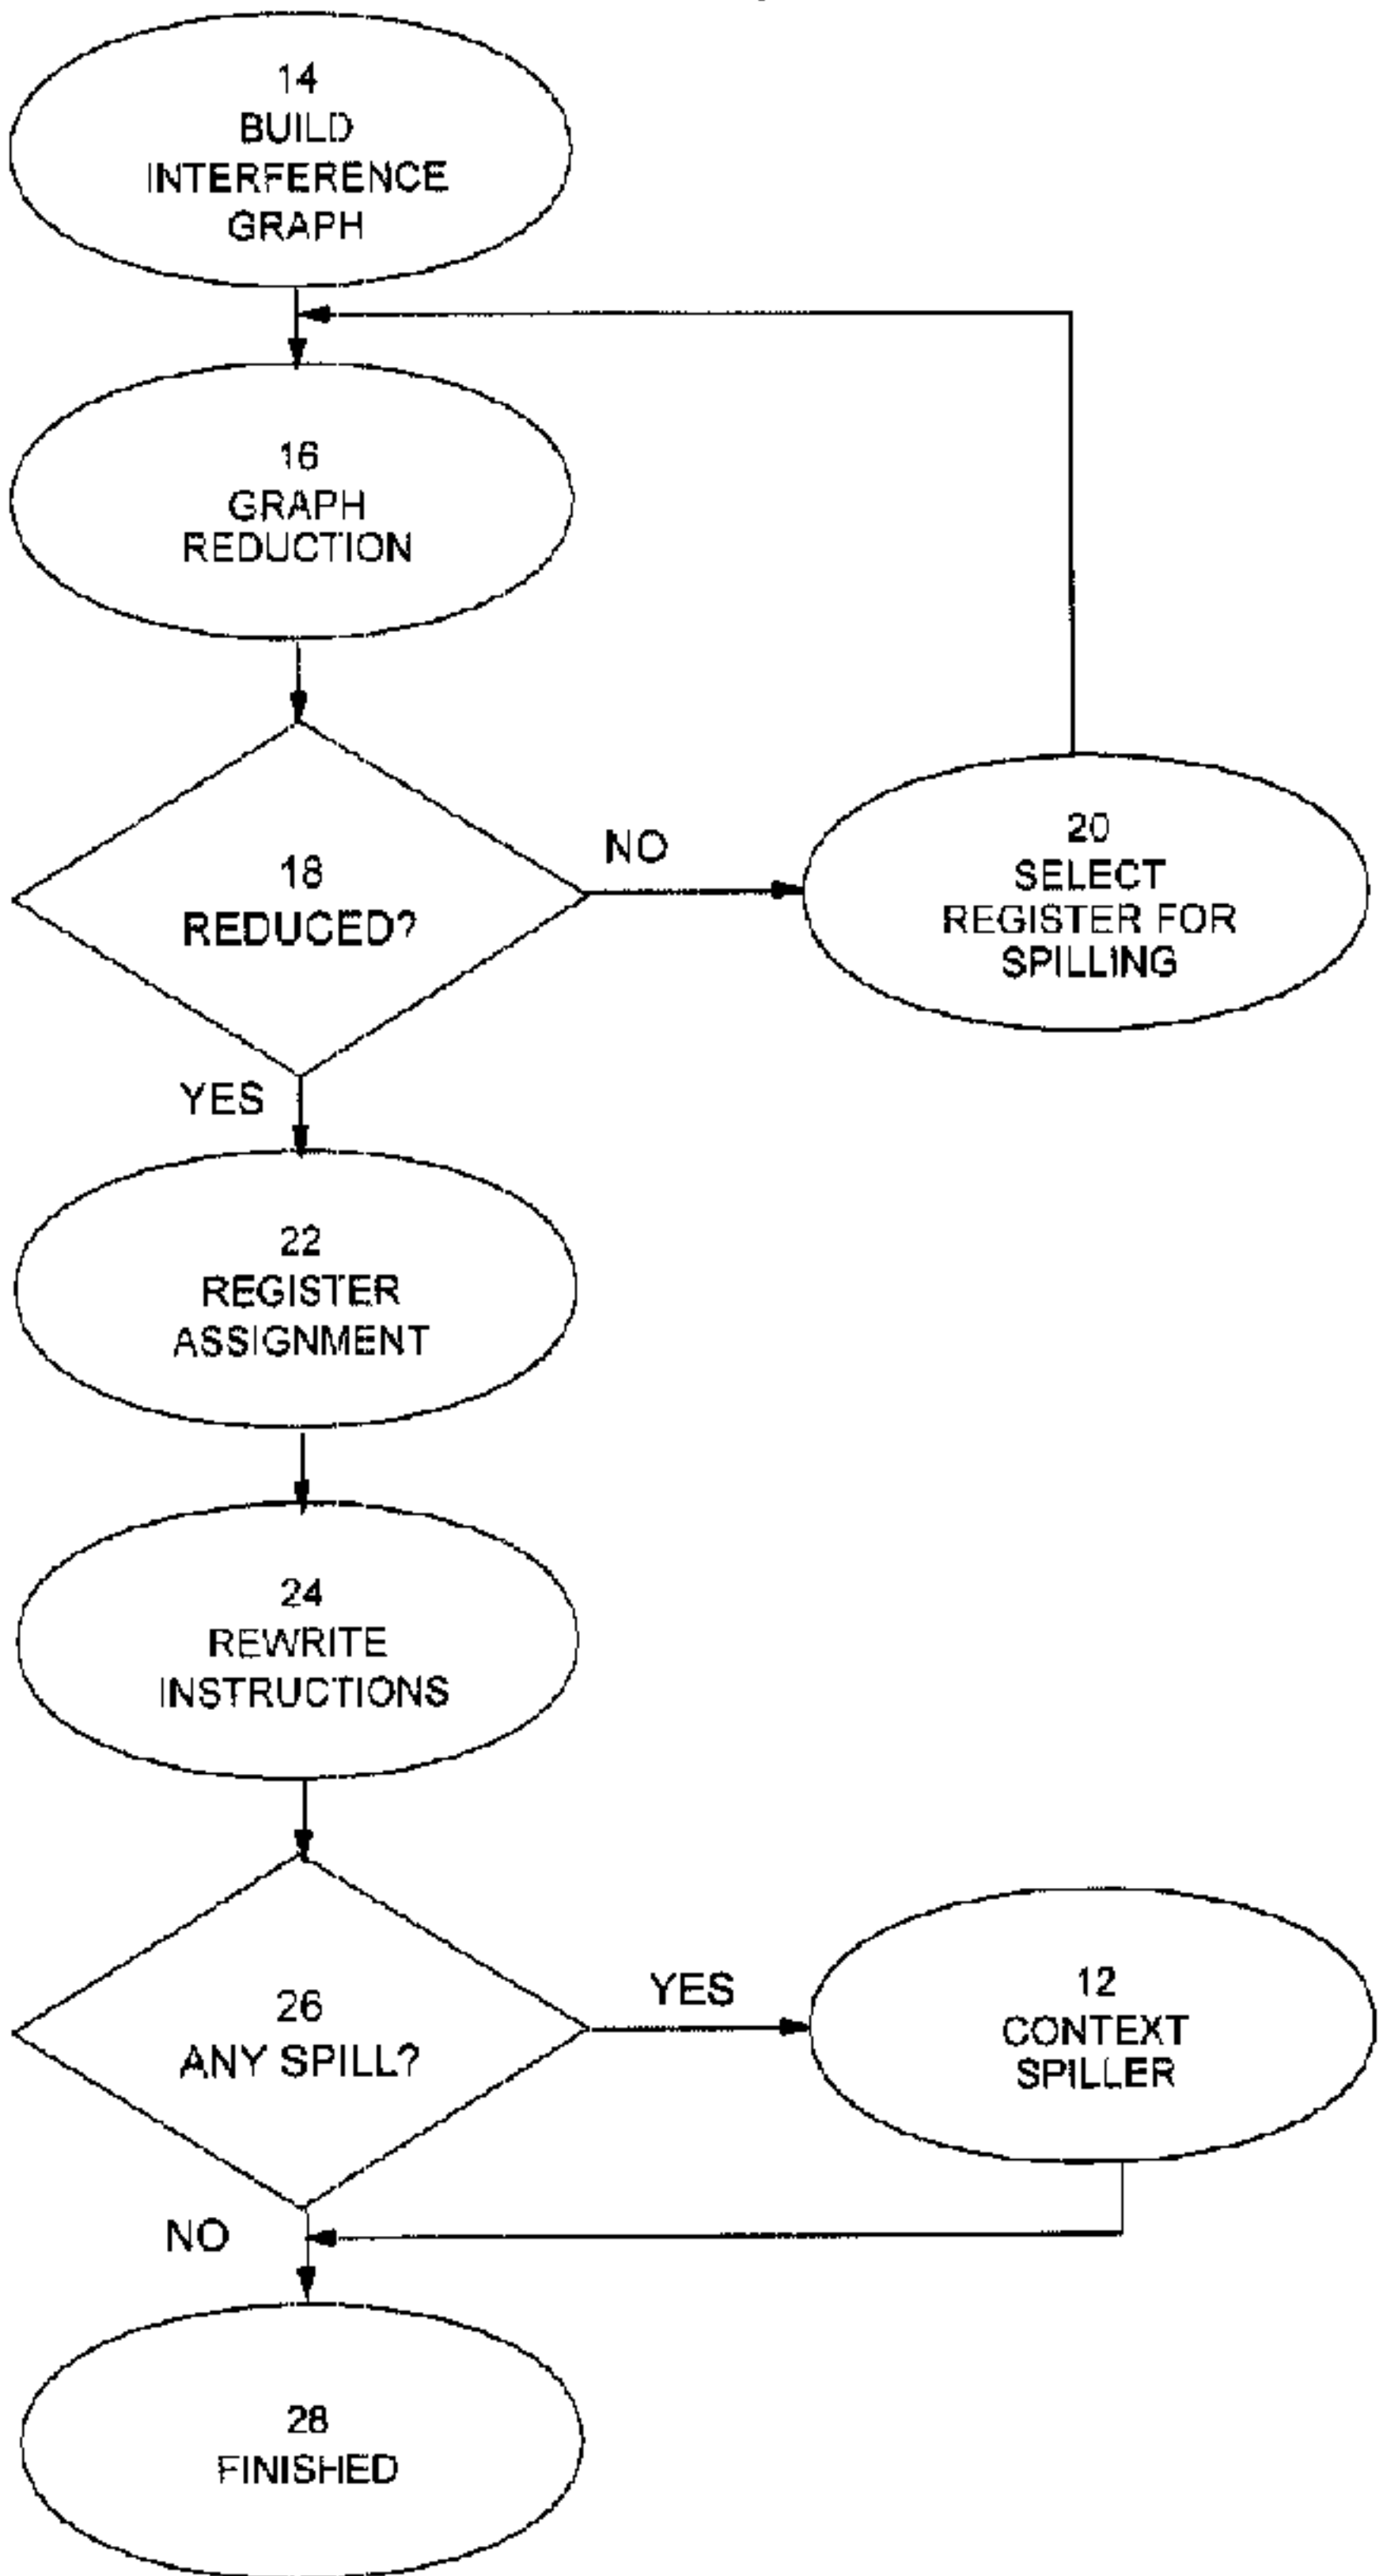 14
BUILD
INTERFERENCE
GRAPH
16
GRAPH
REDUCTION
18
REDUCED?
NO
20
SELECT
REGISTER FOR
SPILLING
YES
22
REGISTER
ASSIGNMENT
24
REWRITE
INSTRUCTIONS
26
ANY SPILL?
YES
12
CONTEXT
SPILLER
NO
28
FINISHED